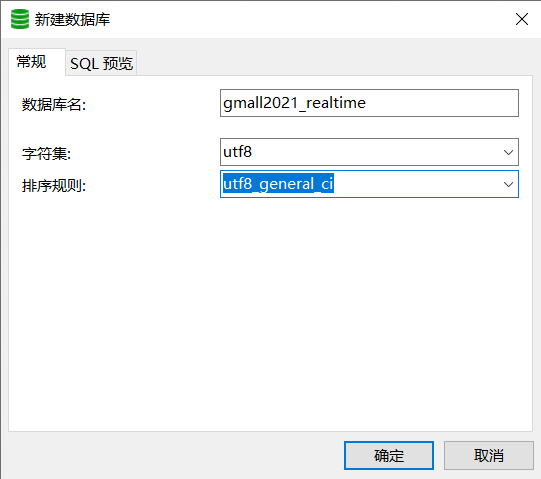 新建数据库
常规
SQL 预览
数据库名:
gmall2021_realtime
字符集:
utf8
排序规则:
utf8_general_ci
确定
取消